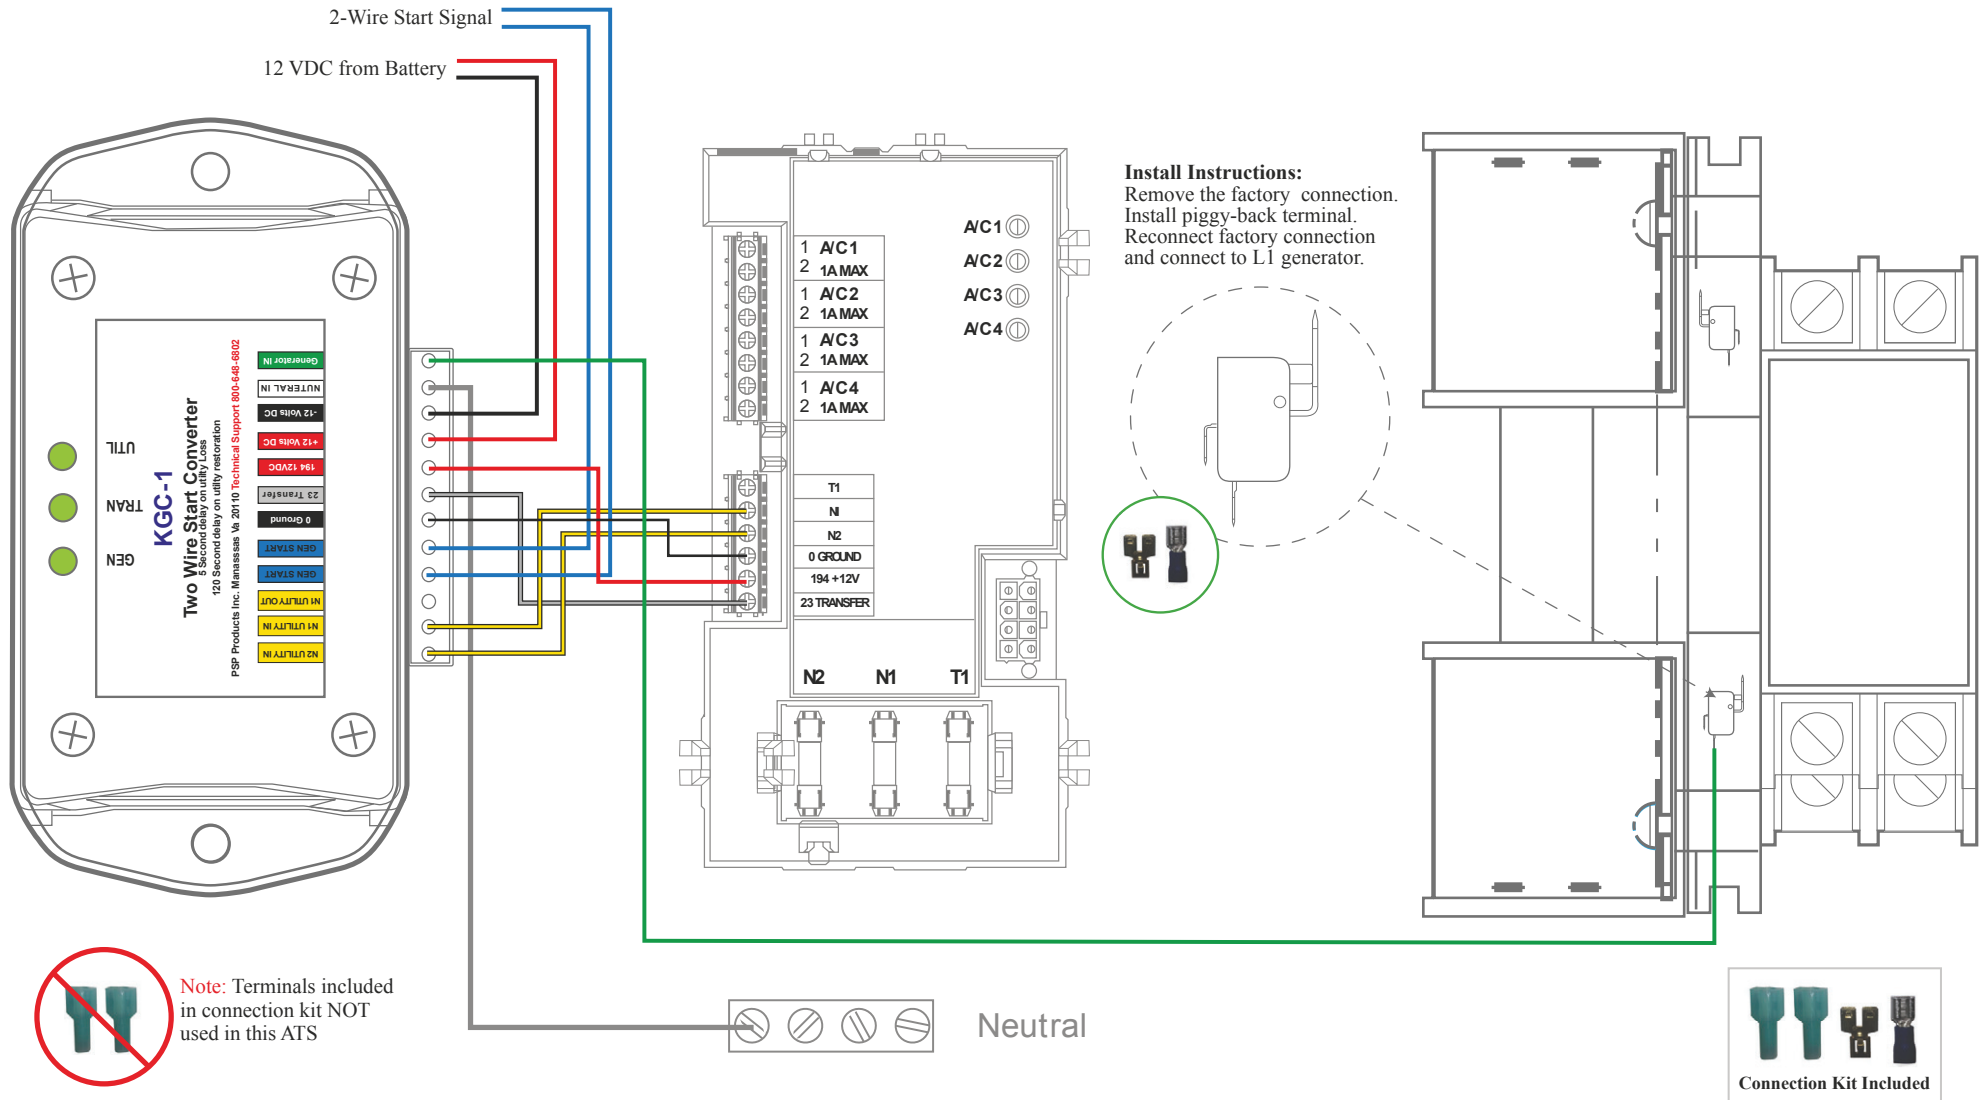 2-Wire Start Signal
12 VDC from Battery
UTIL
TRAN
GEN
KGC-1
Two Wire Start Converter
5 Second delay on utility Loss
120 Second delay on utility restoration
PSP Products Inc. Manasssas Va 20110 Technical Support 800-648-6802
Generator IN
NUTERAL IN
-12 Volts DC
+12 Volts DC
194 12VDC
23 Transfer
0 Ground
GEN START
GEN START
N1 UTILITY OUT
N1 UTILITY IN
N2 UTILITY IN
1 A/C1
2 1A MAX
1 A/C2
2 1A MAX
1 A/C3
2 1A MAX
1 A/C4
2 1A MAX
A/C1
A/C2
A/C3
A/C4
T1
NI
N2
0 GROUND
194 +12V
23 TRANSFER
N2 N1 T1
Install Instructions:
Remove the factory connection.
Install piggy-back terminal.
Reconnect factory connection
and connect to L1 generator.
Note: Terminals included
in connection kit NOT
used in this ATS
Neutral
Connection Kit Included